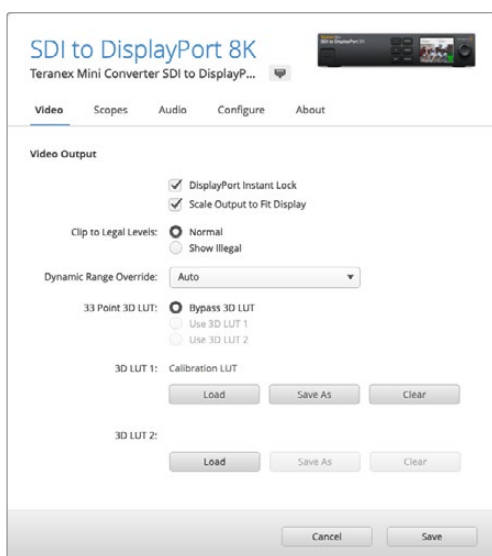 SDI to DisplayPort 8K
Teranex Mini Converter SDI to DisplayP...
Video Scopes Audio Configure About
Video Output
DisplayPort Instant Lock
Scale Output to Fit Display
Clip to Legal Levels: Normal
Show Illegal
Dynamic Range Override: Auto
33 Point 3D LUT: Bypass 3D LUT
Use 3D LUT 1
Use 3D LUT 2
3D LUT 1: Calibration LUT
Load Save As Clear
3D LUT 2:
Load Save As Clear
Cancel Save